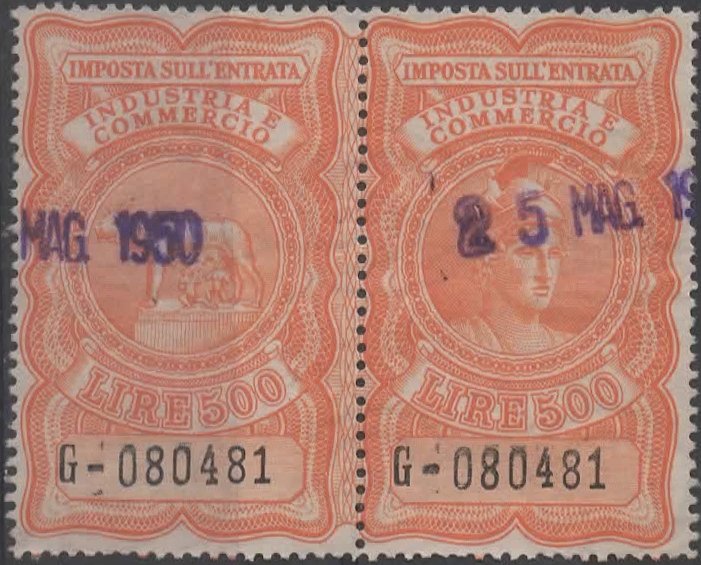 IMPOSTA SULL'ENTRATA
INDUSTRIA E
COMMERCIO
MAG. 1950
LIRE 500
G-080481
IMPOSTA SULL'ENTRATA
INDUSTRIA E
COMMERCIO
25 MAG. 19
LIRE 500
G-080481